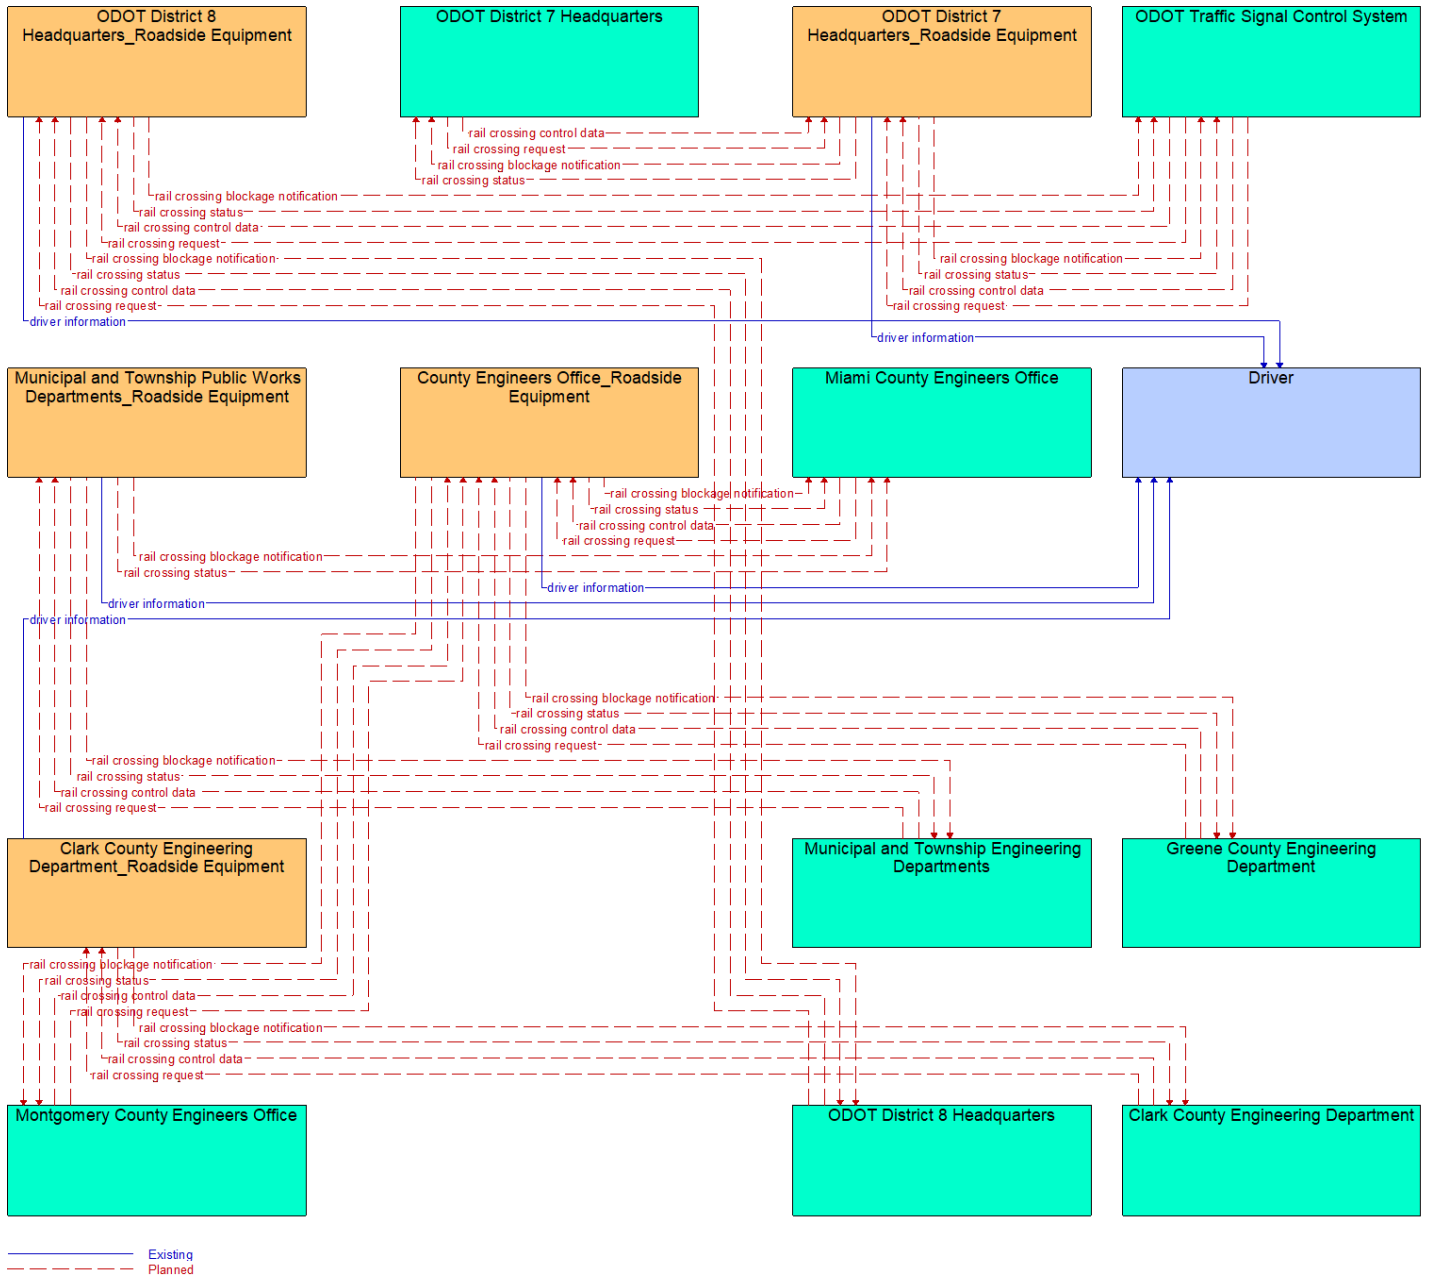 ODOT District 8
Headquarters_Roadside Equipment
ODOT District 7 Headquarters
ODOT District 7
Headquarters_Roadside Equipment
ODOT Traffic Signal Control System
rail crossing control data
rail crossing request
rail crossing blockage notification
rail crossing status
rail crossing blockage notification
rail crossing status
rail crossing control data
rail crossing request
rail crossing blockage notification
rail crossing status
rail crossing control data
rail crossing request
driver information
rail crossing blockage notification
rail crossing status
rail crossing control data
rail crossing request
driver information
Municipal and Township Public Works
Departments_Roadside Equipment
County Engineers Office_Roadside
Equipment
Miami County Engineers Office
Driver
rail crossing blockage notification
rail crossing status
rail crossing control data
rail crossing request
rail crossing blockage notification
rail crossing status
driver information
driver information
driver information
rail crossing blockage notification
rail crossing status
rail crossing control data
rail crossing request
rail crossing blockage notification
rail crossing status
rail crossing control data
rail crossing request
Clark County Engineering
Department_Roadside Equipment
Municipal and Township Engineering
Departments
Greene County Engineering
Department
rail crossing blockage notification
rail crossing status
rail crossing control data
rail crossing request
rail crossing blockage notification
rail crossing status
rail crossing control data
rail crossing request
Montgomery County Engineers Office
ODOT District 8 Headquarters
Clark County Engineering Department
Existing
Planned